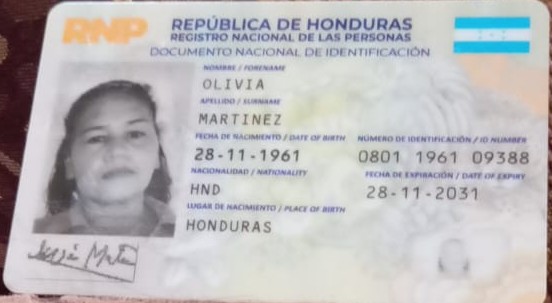 RNP
REPÚBLICA DE HONDURAS
REGISTRO NACIONAL DE LAS PERSONAS
DOCUMENTO NACIONAL DE IDENTIFICACIÓN
NOMBRE / FORENAME
OLIVIA
APELLIDO / SURNAME
MARTINEZ
FECHA DE NACIMIENTO / DATE OF BIRTH
28-11-1961
NÚMERO DE IDENTIFICACIÓN / ID NUMBER
0801 1961 09388
NACIONALIDAD / NATIONALITY
HND
FECHA DE EXPIRACIÓN / DATE OF EXPIRY
28-11-2031
LUGAR DE NACIMIENTO / PLACE OF BIRTH
HONDURAS